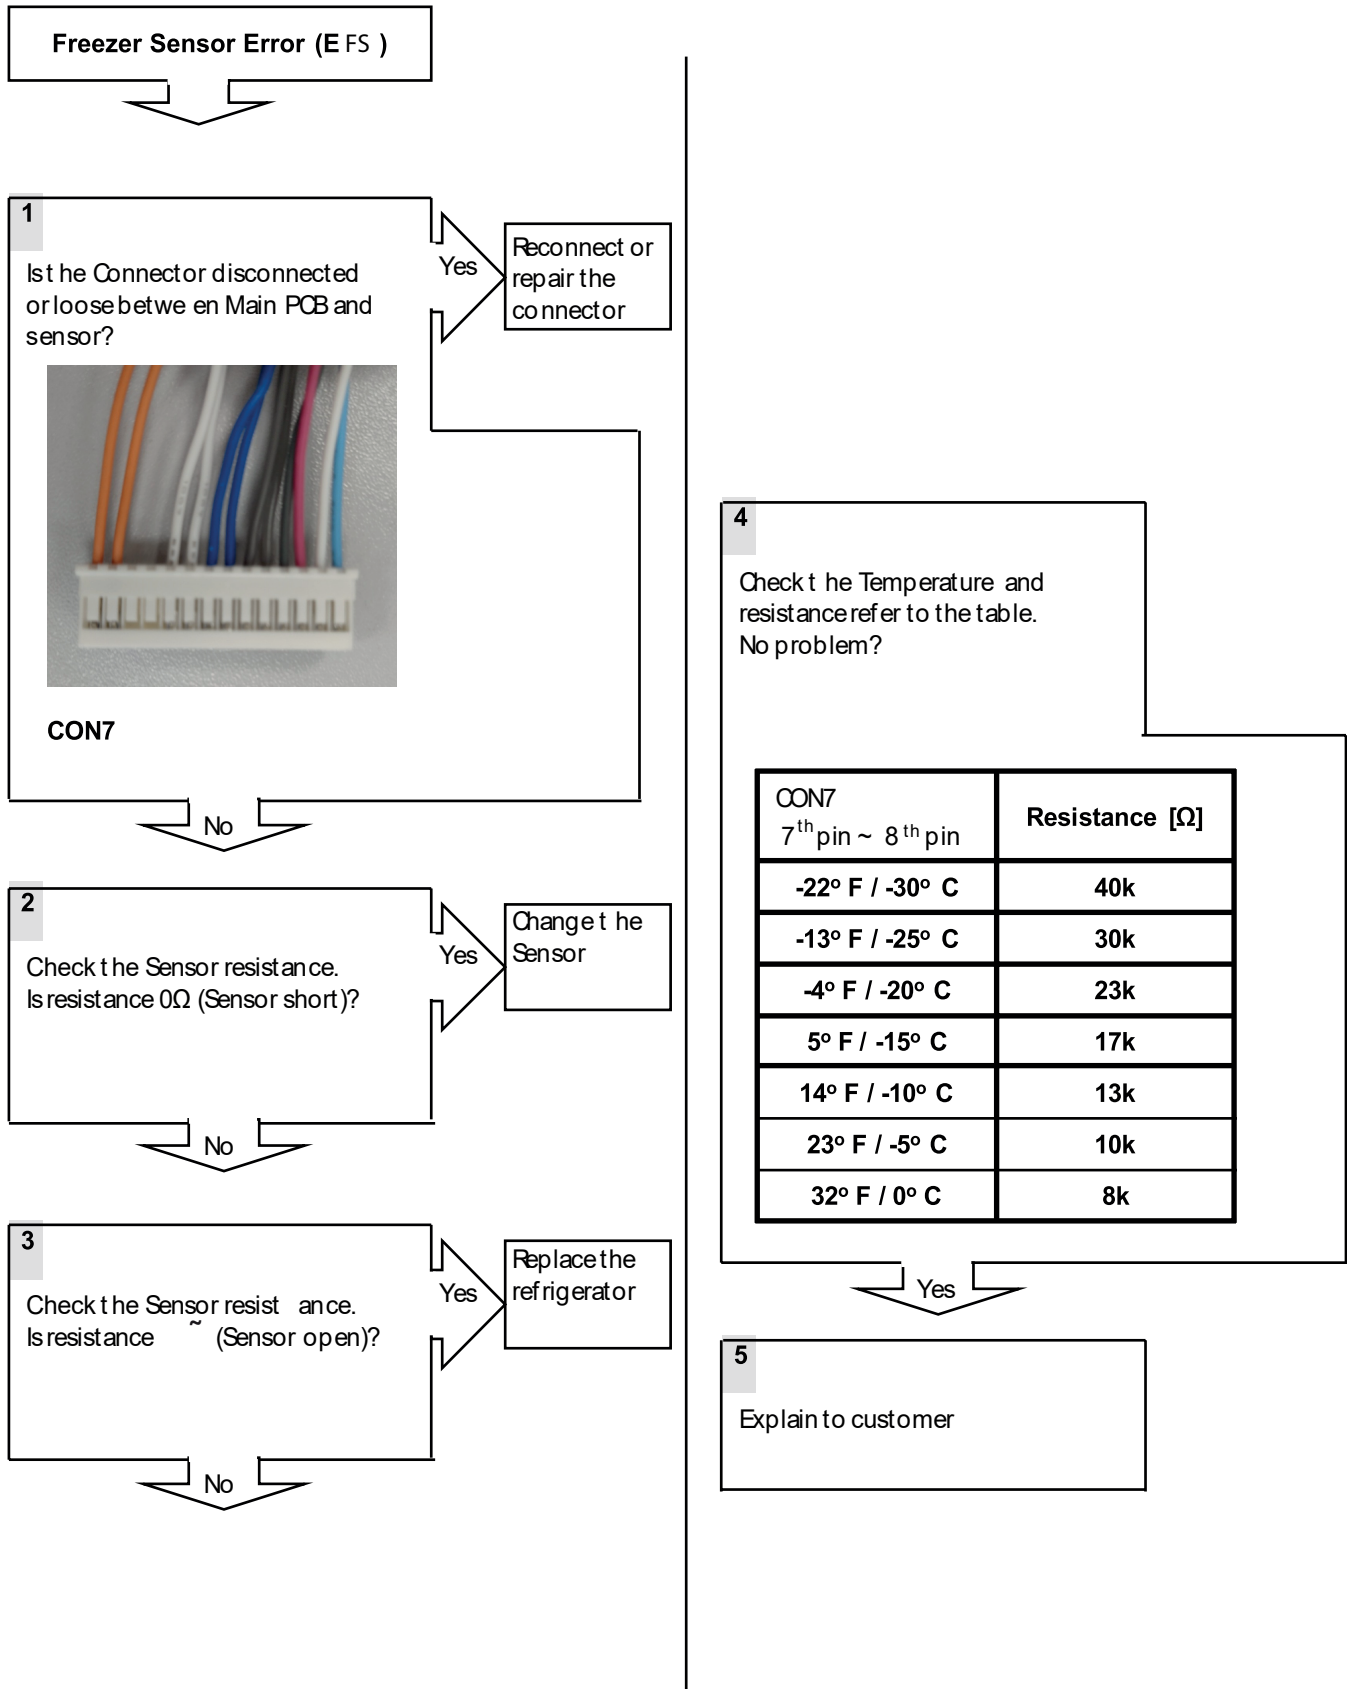 Freezer Sensor Error (E FS )
1
Is the Connector disconnected
or loose between Main PCB and
sensor?
Yes
Reconnect or
repair the
connector
CON7
No
2
Check the Sensor resistance.
Is resistance 0Ω (Sensor short)?
Yes
Change the
Sensor
No
3
Check the Sensor resistance.
Is resistance ~ (Sensor open)?
Yes
Replace the
refrigerator
No
4
Check the Temperature and
resistance refer to the table.
No problem?
CON7
7th pin ~ 8th pin
Resistance [Ω]
-22o F / -30o C 40k
-13o F / -25o C 30k
-4o F / -20o C 23k
5o F / -15o C 17k
14o F / -10o C 13k
23o F / -5o C 10k
32o F / 0o C 8k
Yes
5
Explain to customer